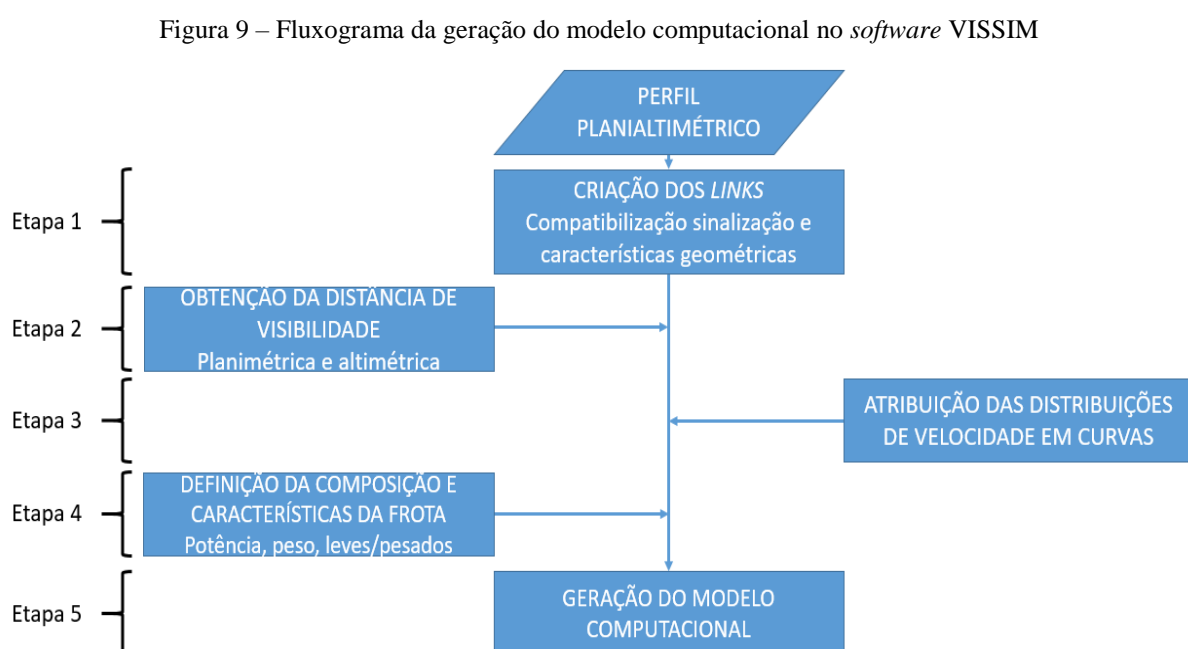 Figura 9 – Fluxograma da geração do modelo computacional no software VISSIM
PERFIL
PLANIALTIMÉTRICO
Etapa 1
CRIAÇÃO DOS LINKS
Compatibilização sinalização e
características geométricas
Etapa 2
OBTENÇÃO DA DISTÂNCIA DE
VISIBILIDADE
Planimétrica e altimétrica
Etapa 3
ATRIBUIÇÃO DAS DISTRIBUIÇÕES
DE VELOCIDADE EM CURVAS
Etapa 4
DEFINIÇÃO DA COMPOSIÇÃO E
CARACTERÍSTICAS DA FROTA
Potência, peso, leves/pesados
Etapa 5
GERAÇÃO DO MODELO
COMPUTACIONAL